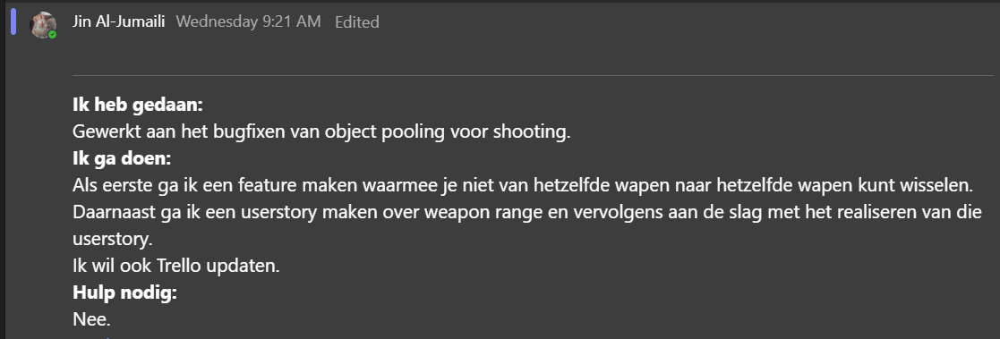 Jin Al-Jumaili Wednesday 9:21 AM Edited
Ik heb gedaan:
Gewerkt aan het bugfixen van object pooling voor shooting.
Ik ga doen:
Als eerste ga ik een feature maken waarmee je niet van hetzelfde wapen naar hetzelfde wapen kunt wisselen.
Daarnaast ga ik een userstory maken over weapon range en vervolgens aan de slag met het realiseren van die
userstory.
Ik wil ook Trello updaten.
Hulp nodig:
Nee.